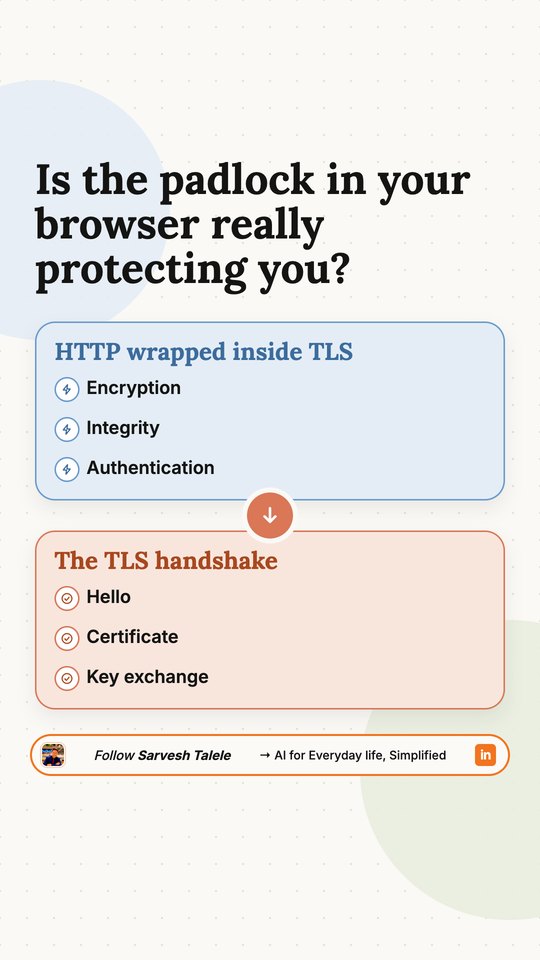 Is the padlock in your
browser really
protecting you?
HTTP wrapped inside TLS
Encryption
Integrity
Authentication
The TLS handshake
Hello
Certificate
Key exchange
Follow Sarvesh Talele → AI for Everyday life, Simplified in